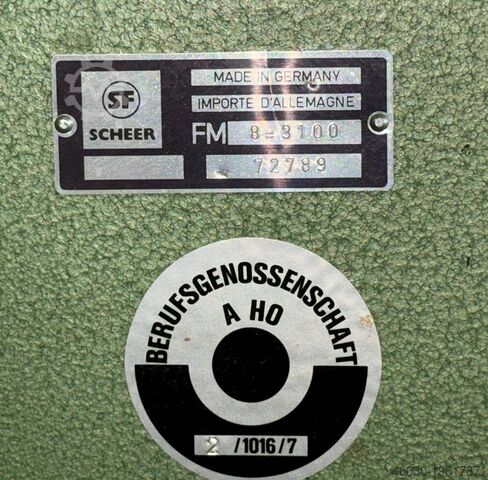 SF
SCHEER
MADE IN GERMANY
IMPORTE D'ALLEMAGNE
FM 8-3100
72789
BERUFSGENOSSENSCHAFT
A HO
2 /1016/7